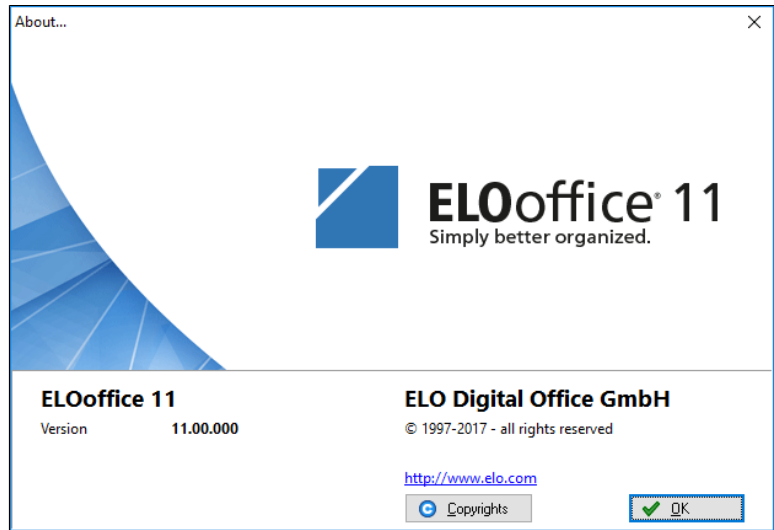 About...
ELOoffice® 11
Simply better organized.
ELOoffice 11
Version 11.00.000
ELO Digital Office GmbH
© 1997-2017 - all rights reserved
http://www.elo.com
Copyrights
OK